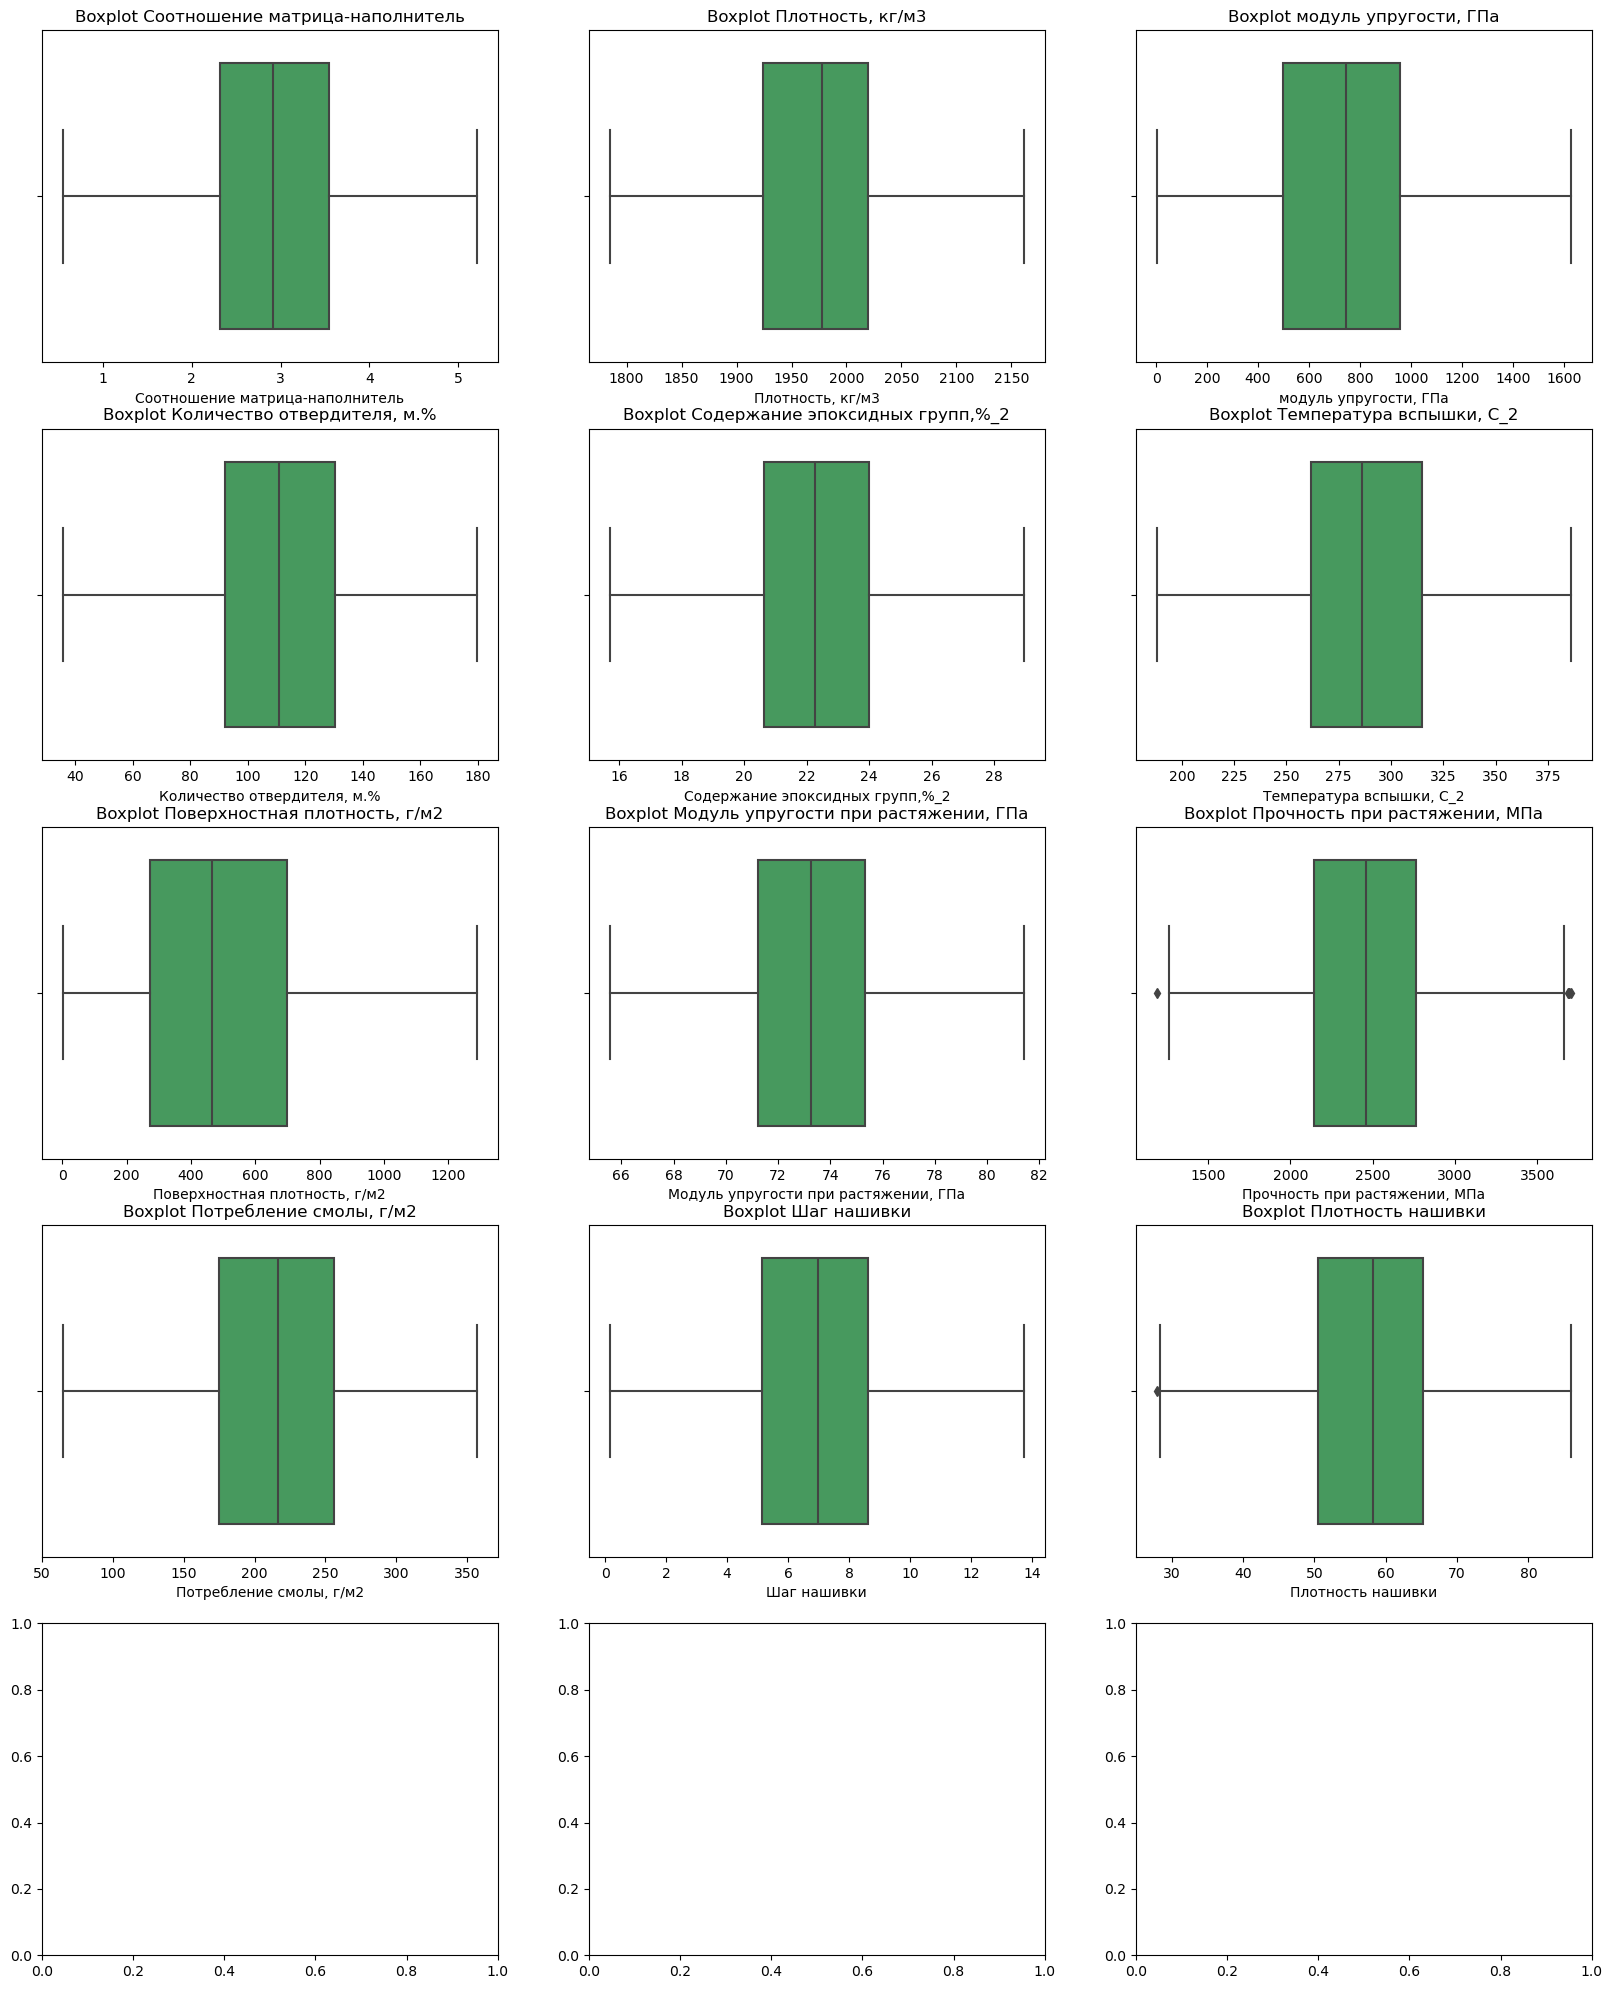 Boxplot Соотношение матрица-наполнитель
1 2 3 4 5
Соотношение матрица-наполнитель
Boxplot Плотность, кг/м3
1800 1850 1900 1950 2000 2050 2100 2150
Плотность, кг/м3
Boxplot модуль упругости, ГПа
0 200 400 600 800 1000 1200 1400 1600
модуль упругости, ГПа
Boxplot Количество отвердителя, м.%
40 60 80 100 120 140 160 180
Количество отвердителя, м.%
Boxplot Содержание эпоксидных групп,%_2
16 18 20 22 24 26 28
Содержание эпоксидных групп,%_2
Boxplot Температура вспышки, С_2
200 225 250 275 300 325 350 375
Температура вспышки, С_2
Boxplot Поверхностная плотность, г/м2
0 200 400 600 800 1000 1200
Поверхностная плотность, г/м2
Boxplot Модуль упругости при растяжении, ГПа
66 68 70 72 74 76 78 80 82
Модуль упругости при растяжении, ГПа
Boxplot Прочность при растяжении, МПа
1500 2000 2500 3000 3500
Прочность при растяжении, МПа
Boxplot Потребление смолы, г/м2
50 100 150 200 250 300 350
Потребление смолы, г/м2
Boxplot Шаг нашивки
0 2 4 6 8 10 12 14
Шаг нашивки
Boxplot Плотность нашивки
30 40 50 60 70 80
Плотность нашивки
1.0
0.8
0.6
0.4
0.2
0.0
0.0 0.2 0.4 0.6 0.8 1.0
1.0
0.8
0.6
0.4
0.2
0.0
0.0 0.2 0.4 0.6 0.8 1.0
1.0
0.8
0.6
0.4
0.2
0.0
0.0 0.2 0.4 0.6 0.8 1.0